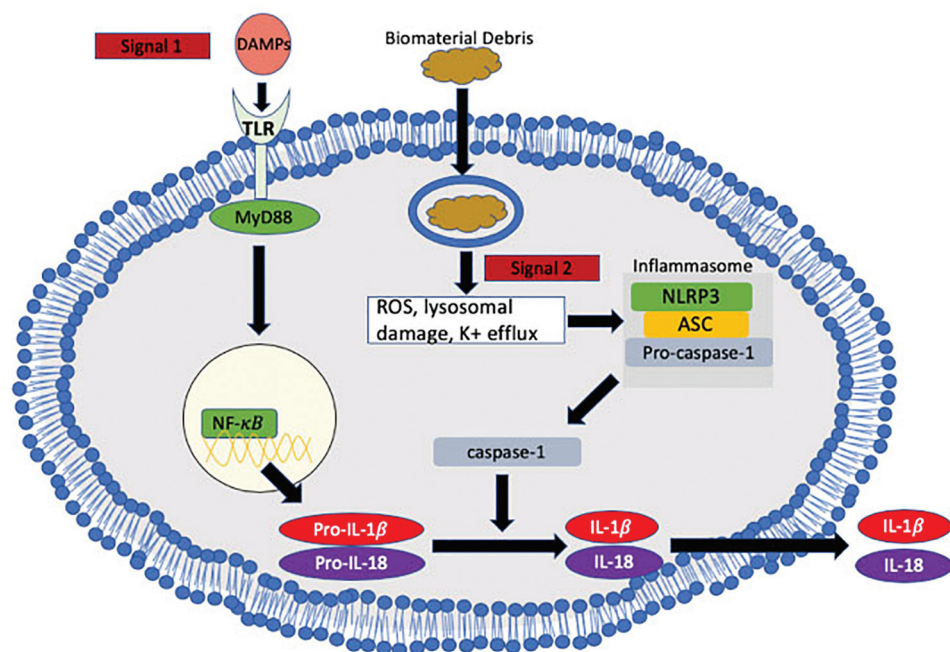 Signal 1
DAMPs
Biomaterial Debris
TLR
MyD88
Signal 2
Inflammasome
ROS, lysosomal
damage, K+ efflux
NLRP3
ASC
Pro-caspase-1
NF-κB
caspase-1
Pro-IL-1β
Pro-IL-18
IL-1β
IL-18
IL-1β
IL-18